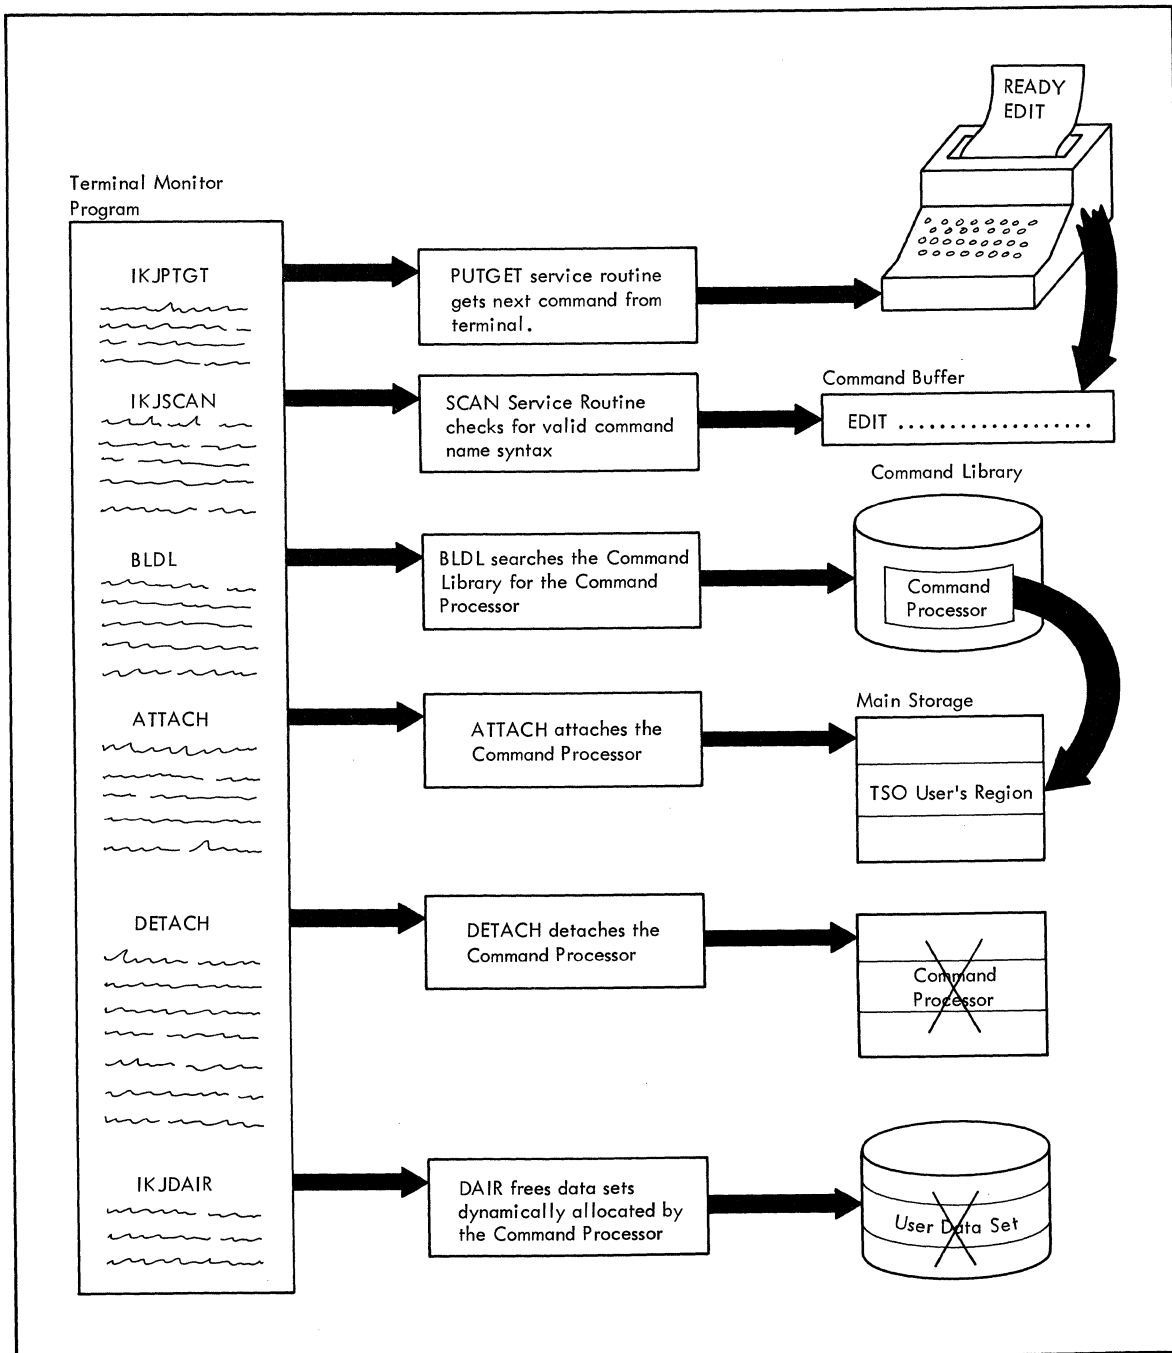 READY
EDIT
Terminal Monitor
Program
IKJPTGT
PUTGET service routine
gets next command from
terminal.
Command Buffer
IKJSCAN
SCAN Service Routine
checks for valid command
name syntax
EDIT ...................
Command Library
BLDL
BLDL searches the Command
Library for the Command
Processor
Command
Processor
Main Storage
ATTACH
ATTACH attaches the
Command Processor
TSO User's Region
DETACH
DETACH detaches the
Command Processor
Command
Processor
IKJDAIR
DAIR frees data sets
dynamically allocated by
the Command Processor
User Data Set